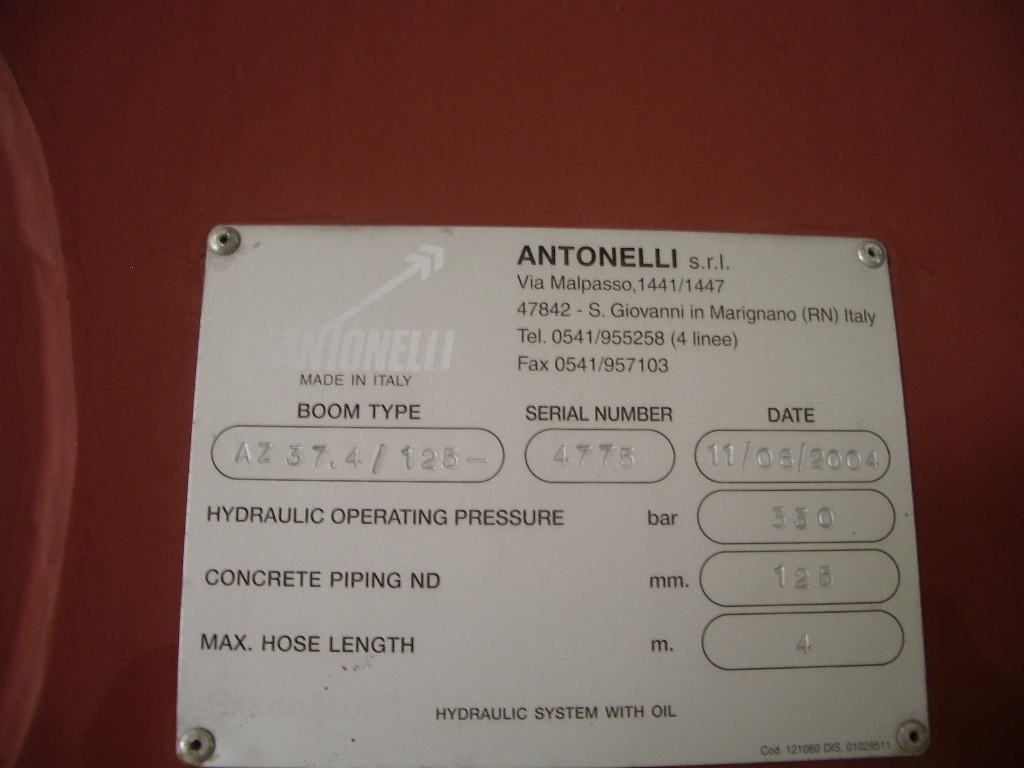 ANTONELLI
MADE IN ITALY
ANTONELLI s.r.l.
Via Malpasso,1441/1447
47842 - S. Giovanni in Marignano (RN) Italy
Tel. 0541/955258 (4 linee)
Fax 0541/957103
BOOM TYPE SERIAL NUMBER DATE
AZ 37.4/125- 4775 11/06/2004
HYDRAULIC OPERATING PRESSURE bar 330
CONCRETE PIPING ND mm. 125
MAX. HOSE LENGTH m. 4
HYDRAULIC SYSTEM WITH OIL
Cod. 121060 DIS. 01029511